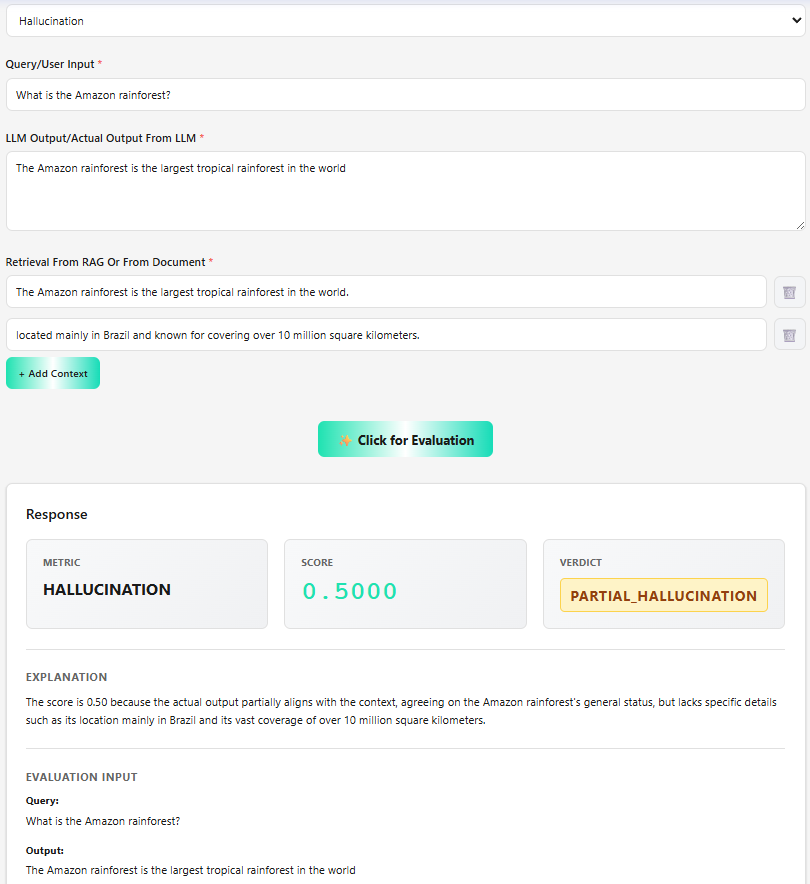 Hallucination
Query/User Input *
What is the Amazon rainforest?
LLM Output/Actual Output From LLM *
The Amazon rainforest is the largest tropical rainforest in the world
Retrieval From RAG Or From Document *
The Amazon rainforest is the largest tropical rainforest in the world.
located mainly in Brazil and known for covering over 10 million square kilometers.
+ Add Context
✨ Click for Evaluation
Response
METRIC
HALLUCINATION
SCORE
0.5000
VERDICT
PARTIAL_HALLUCINATION
EXPLANATION
The score is 0.50 because the actual output partially aligns with the context, agreeing on the Amazon rainforest's general status, but lacks specific details
such as its location mainly in Brazil and its vast coverage of over 10 million square kilometers.
EVALUATION INPUT
Query:
What is the Amazon rainforest?
Output:
The Amazon rainforest is the largest tropical rainforest in the world